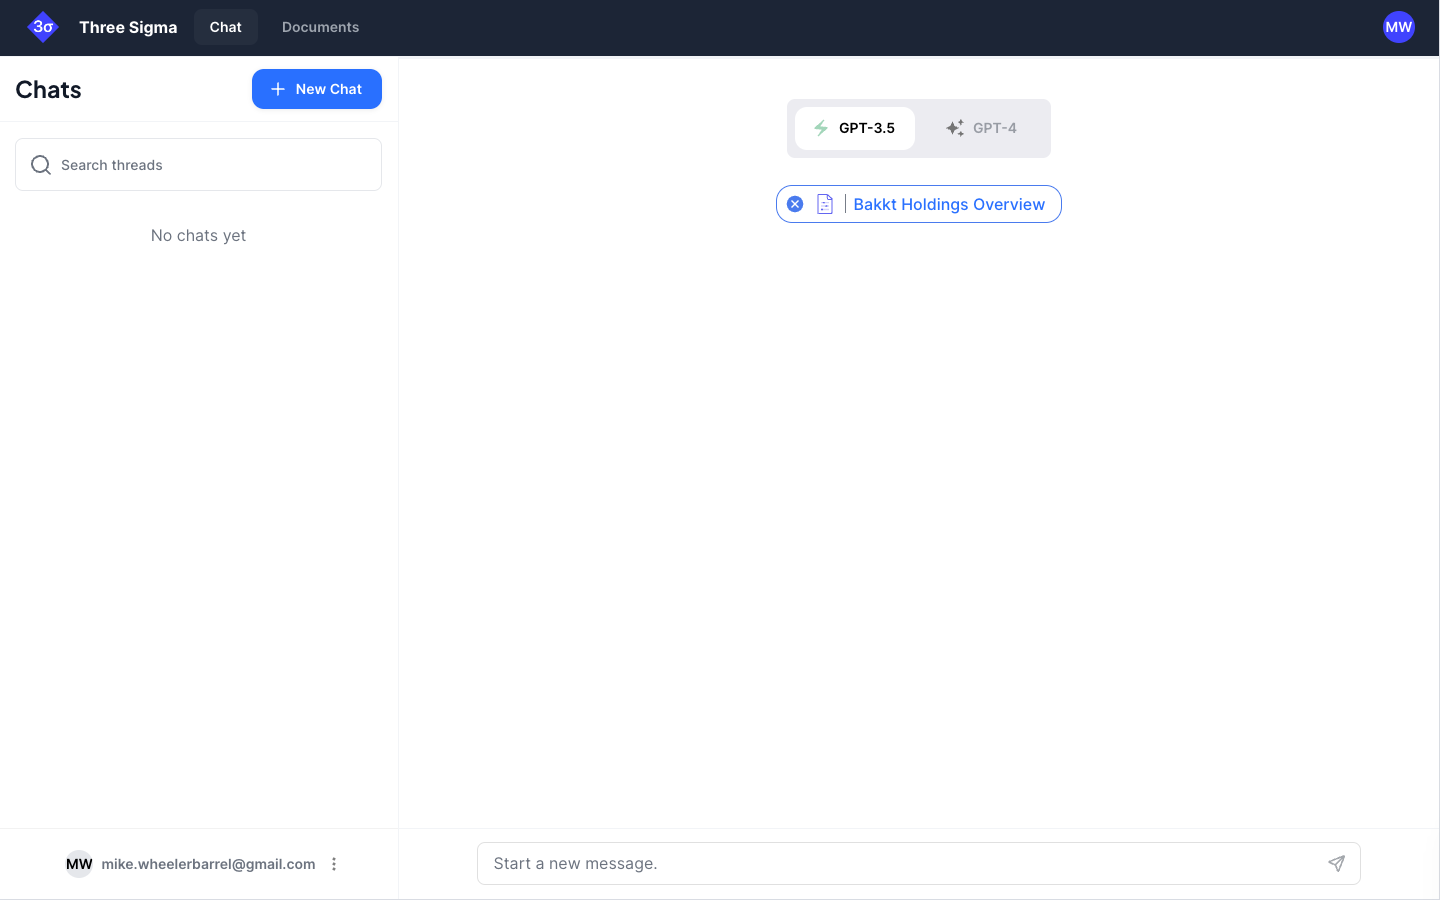 3σ Three Sigma Chat Documents MW
Chats
New Chat
Search threads
No chats yet
GPT-3.5 GPT-4
Bakkt Holdings Overview
MW mike.wheelerbarrel@gmail.com
Start a new message.